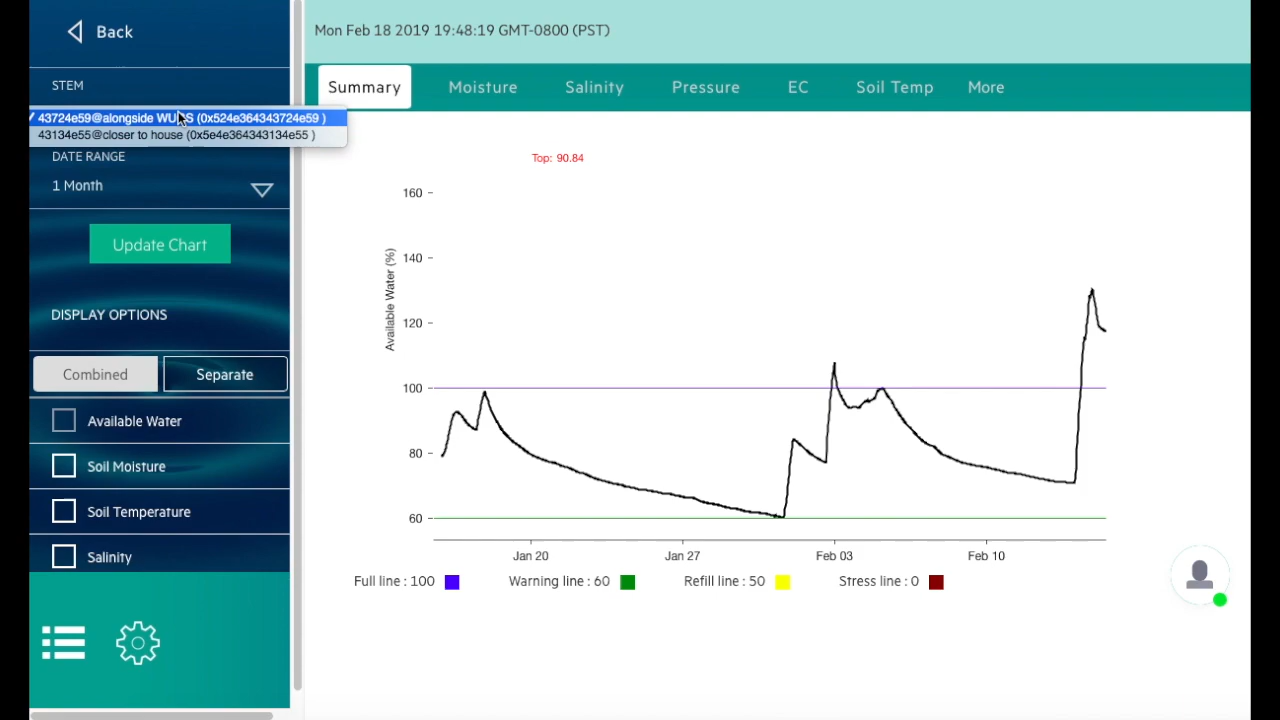 Back
STEM
✓ 43724e59@alongside (0x524e364343724e59 )
43134e55@closer to house (0x5e4e364343134e55 )
DATE RANGE
1 Month
Update Chart
DISPLAY OPTIONS
Combined Separate
Available Water
Soil Moisture
Soil Temperature
Salinity
Mon Feb 18 2019 19:48:19 GMT-0800 (PST)
Summary Moisture Salinity Pressure EC Soil Temp More
Top: 90.84
Available Water (%)
160
140
120
100
80
60
Jan 20 Jan 27 Feb 03 Feb 10
Full line : 100 Warning line : 60 Refill line : 50 Stress line : 0